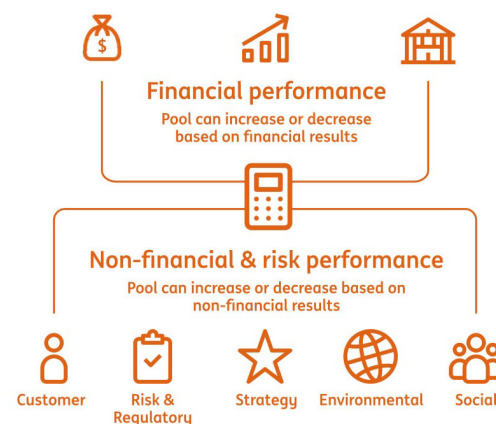 $
Financial performance
Pool can increase or decrease
based on financial results
Non-financial & risk performance
Pool can increase or decrease based on
non-financial results
Customer
Risk &
Regulatory
Strategy
Environmental
Social